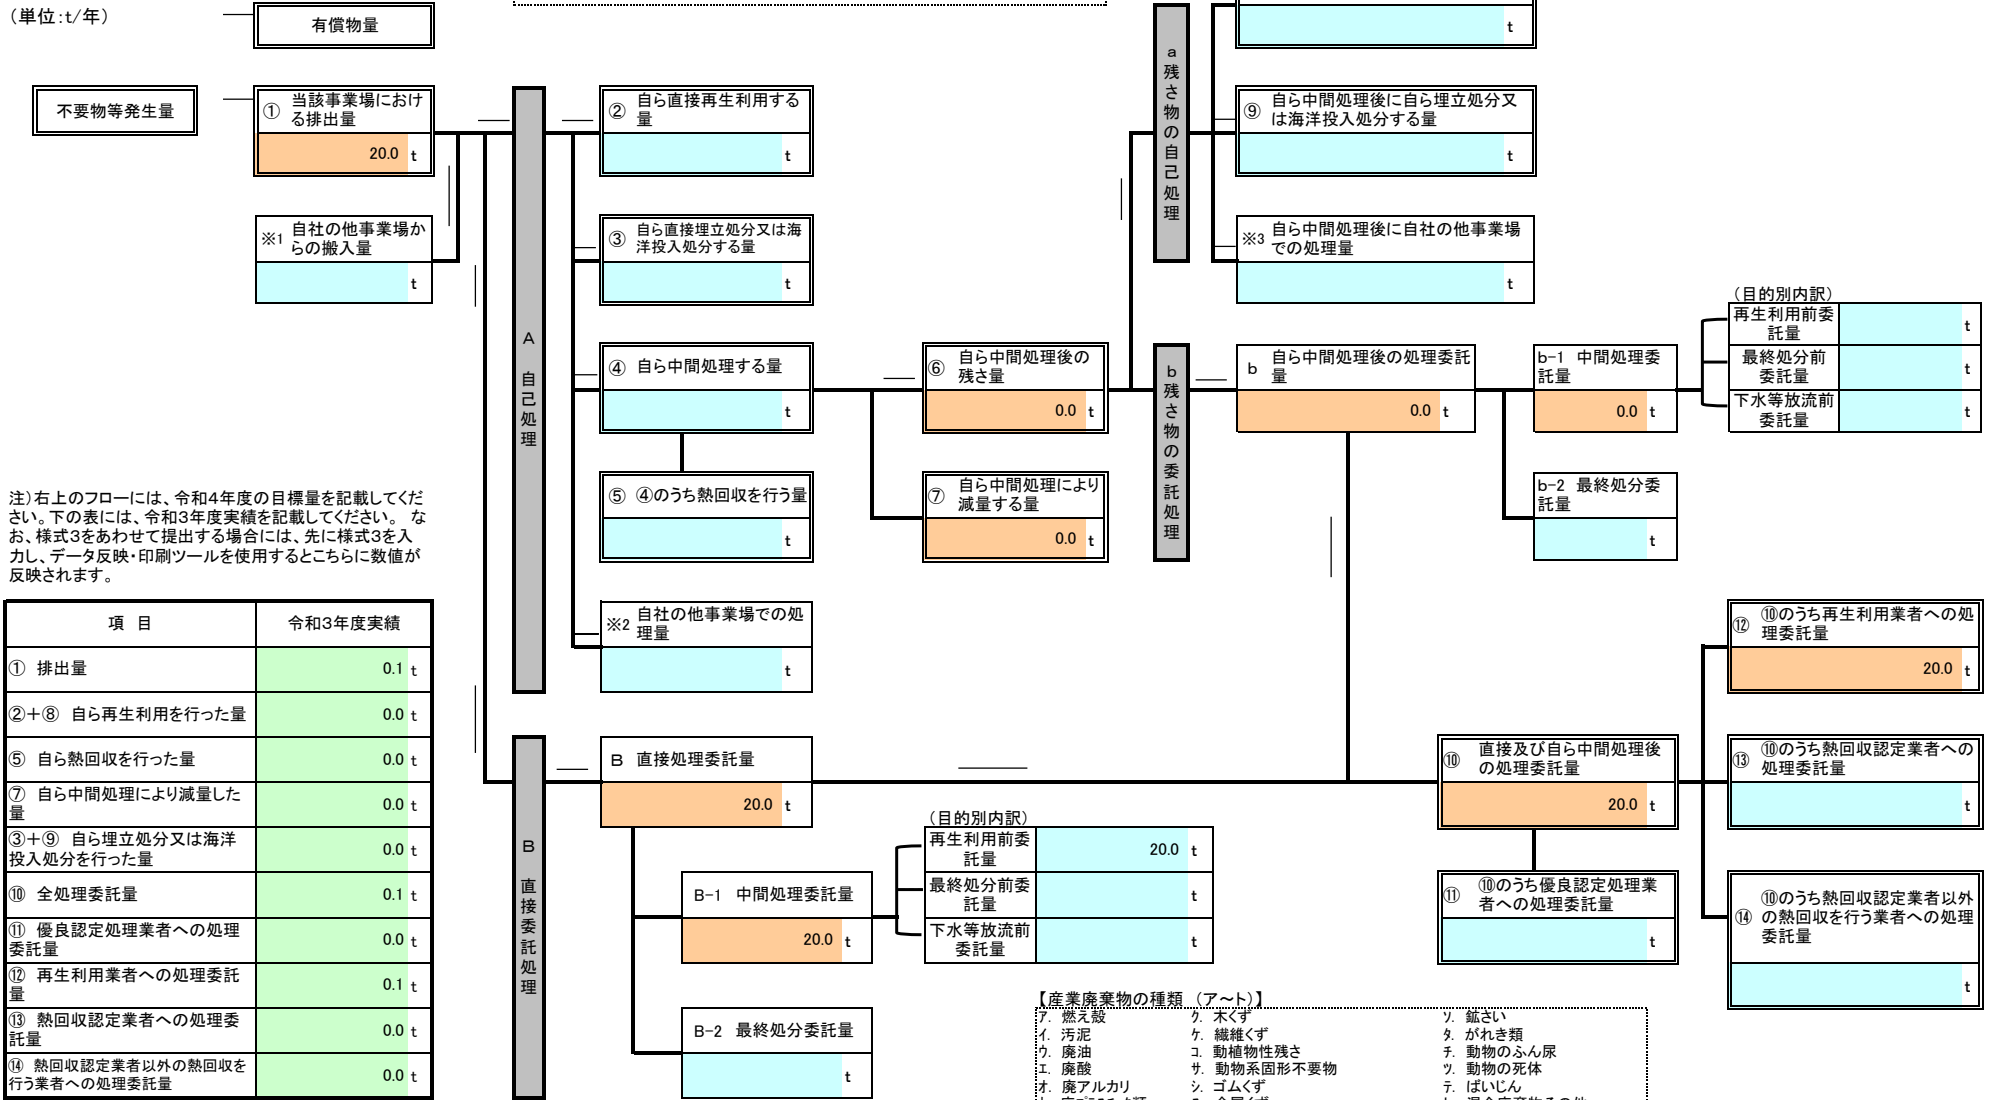 （単位：t/年）
有償物量
t
不要物等発生量
① 当該事業場におけ
る排出量
20.0 t
※1 自社の他事業場か
らの搬入量
t
A 自己処理
② 自ら直接再生利用する
量
t
③ 自ら直接埋立処分又は海
洋投入処分する量
t
④ 自ら中間処理する量
t
⑤ ④のうち熱回収を行う量
t
※2 自社の他事業場での処
理量
t
⑥ 自ら中間処理後の
残さ量
0.0 t
⑦ 自ら中間処理により
減量する量
0.0 t
a 残さ物の自己処理
⑨ 自ら中間処理後に自ら埋立処分又
は海洋投入処分する量
t
※3 自ら中間処理後に自社の他事業場
での処理量
t
b 残さ物の委託処理
b 自ら中間処理後の処理委託
量
0.0 t
b-1 中間処理委
託量
0.0 t
b-2 最終処分委
託量
t
（目的別内訳）
再生利用前委
託量
t
最終処分前
委託量
t
下水等放流前
委託量
t
注）右上のフローには、令和4年度の目標量を記載してくだ
さい。下の表には、令和3年度実績を記載してください。 な
お、様式3をあわせて提出する場合には、先に様式3を入
力し、データ反映・印刷ツールを使用するとこちらに数値が
反映されます。
項 目 令和3年度実績
① 排出量 0.1 t
②＋⑧ 自ら再生利用を行った量 0.0 t
⑤ 自ら熱回収を行った量 0.0 t
⑦ 自ら中間処理により減量した
量 0.0 t
③＋⑨ 自ら埋立処分又は海洋
投入処分を行った量 0.0 t
⑩ 全処理委託量 0.1 t
⑪ 優良認定処理業者への処理
委託量 0.0 t
⑫ 再生利用業者への処理委託
量 0.1 t
⑬ 熱回収認定業者への処理委
託量 0.0 t
⑭ 熱回収認定業者以外の熱回収を
行う業者への処理委託量 0.0 t
B 直接委託処理
B 直接処理委託量
20.0 t
B-1 中間処理委託量
20.0 t
B-2 最終処分委託量
t
（目的別内訳）
再生利用前委
託量
20.0 t
最終処分前委
託量
t
下水等放流前
委託量
t
⑩ 直接及び自ら中間処理後
の処理委託量
20.0 t
⑪ ⑩のうち優良認定処理業
者への処理委託量
t
⑫ ⑩のうち再生利用業者への処
理委託量
20.0 t
⑬ ⑩のうち熱回収認定業者への
処理委託量
t
⑭ ⑩のうち熱回収認定業者以外
の熱回収を行う業者への処理
委託量
t
【産業廃棄物の種類 （ア～ト）】
ア. 燃え殻 ク. 木くず ソ. 鉱さい
イ. 汚泥 ケ. 繊維くず タ. がれき類
ウ. 廃油 コ. 動植物性残さ チ. 動物のふん尿
エ. 廃酸 サ. 動物系固形不要物 ツ. 動物の死体
オ. 廃アルカリ シ. ゴムくず テ. ばいじん